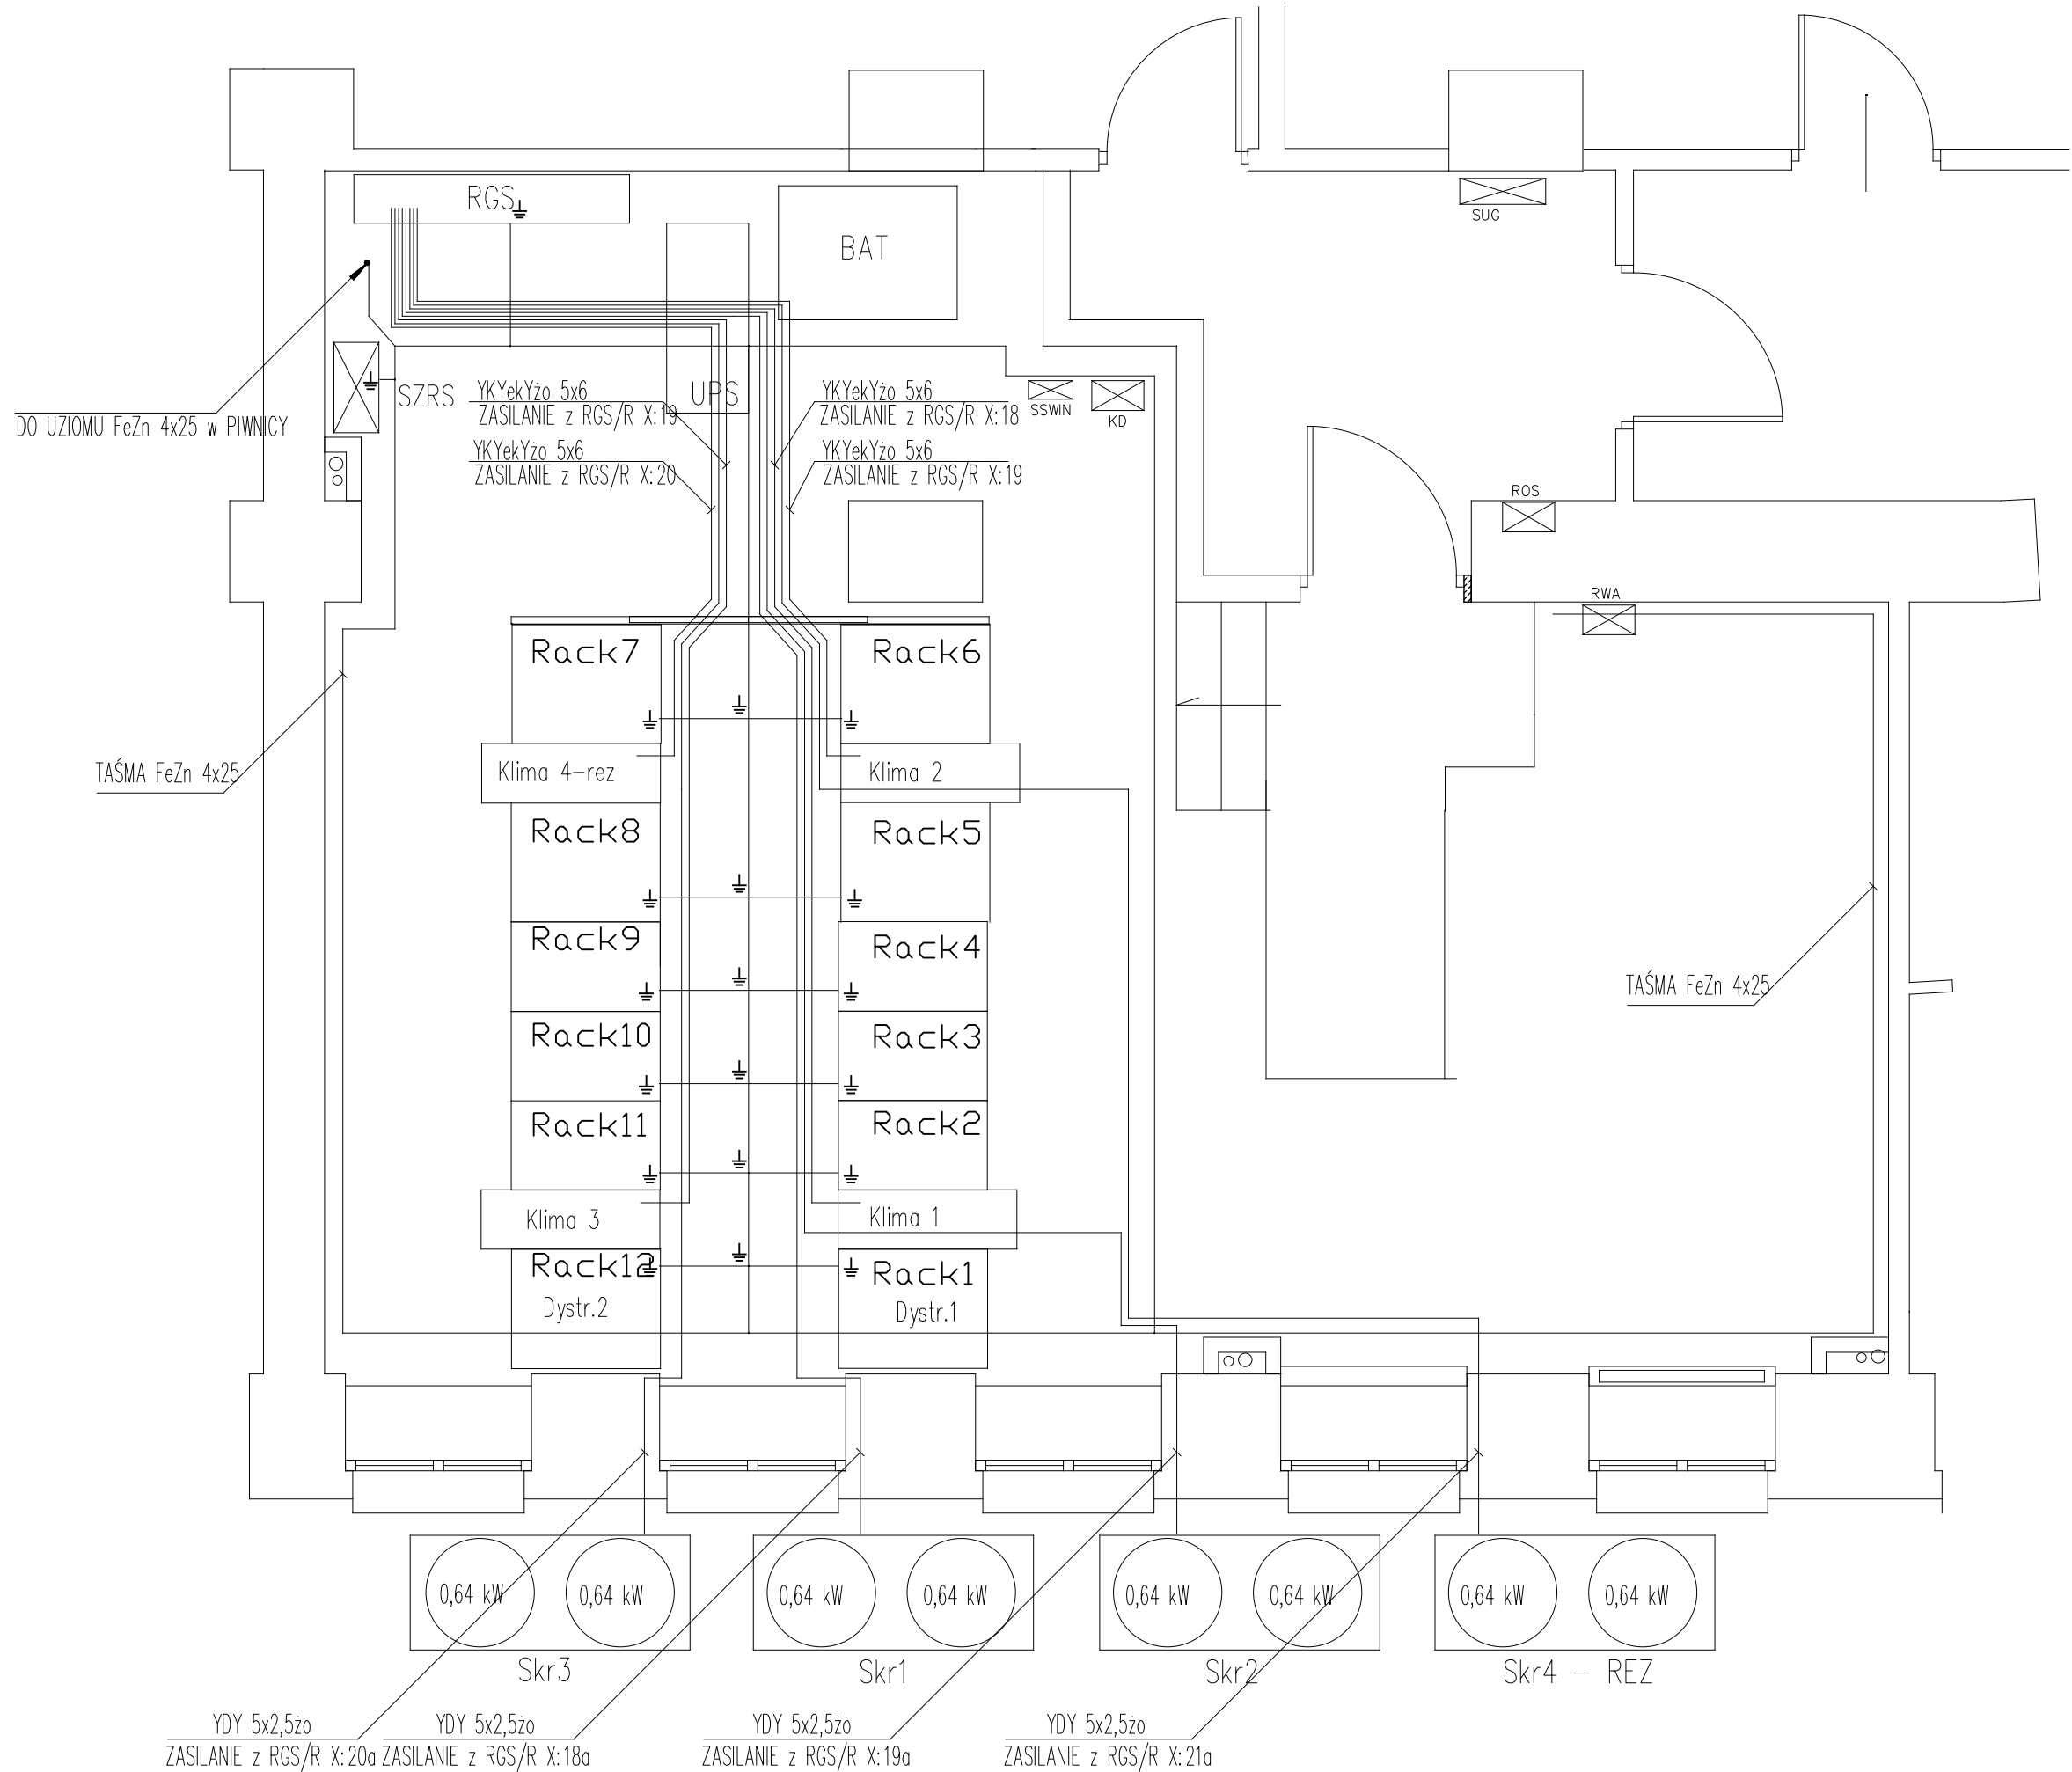 RGS
SUG
BAT
SZRS
UPS
YKYekYżo 5x6
ZASILANIE z RGS/R X:19
YKYekYżo 5x6
ZASILANIE z RGS/R X:18
SSWIN
KD
DO UZIOMU FeZn 4x25 w PIWNICY
YKYekYżo 5x6
ZASILANIE z RGS/R X:20
YKYekYżo 5x6
ZASILANIE z RGS/R X:19
ROS
RWA
Rack7
Rack6
TAŚMA FeZn 4x25
Klima 4-rez
Klima 2
Rack8
Rack5
Rack9
Rack4
TAŚMA FeZn 4x25
Rack10
Rack3
Rack11
Rack2
Klima 3
Klima 1
Rack12
Rack1
Dystr.2
Dystr.1
0,64 kW
0,64 kW
0,64 kW
0,64 kW
0,64 kW
0,64 kW
0,64 kW
0,64 kW
Skr3
Skr1
Skr2
Skr4 - REZ
YDY 5x2,5żo
ZASILANIE z RGS/R X:20a
YDY 5x2,5żo
ZASILANIE z RGS/R X:18a
YDY 5x2,5żo
ZASILANIE z RGS/R X:19a
YDY 5x2,5żo
ZASILANIE z RGS/R X:21a